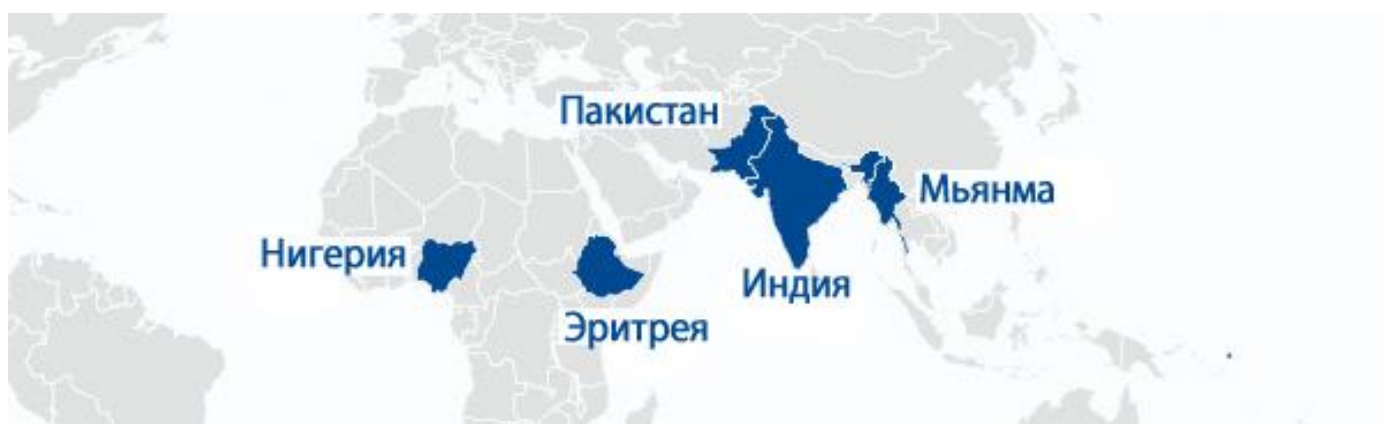 Пакистан
Мьянма
Нигерия
Индия
Эритрея